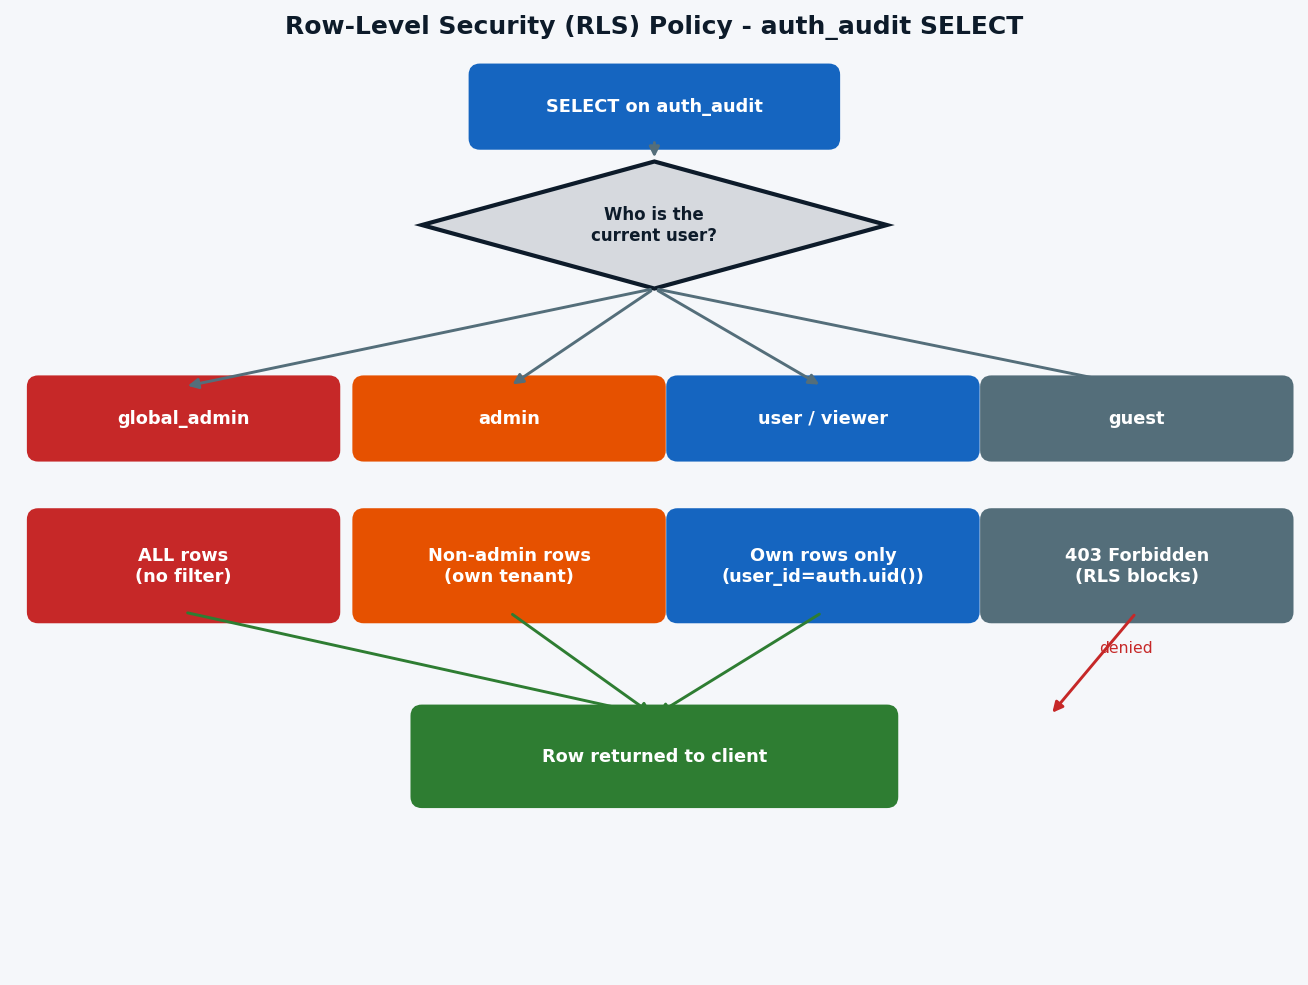 Row-Level Security (RLS) Policy - auth_audit SELECT
SELECT on auth_audit
Who is the
current user?
global_admin
admin
user / viewer
guest
ALL rows
(no filter)
Non-admin rows
(own tenant)
Own rows only
(user_id=auth.uid())
403 Forbidden
(RLS blocks)
denied
Row returned to client